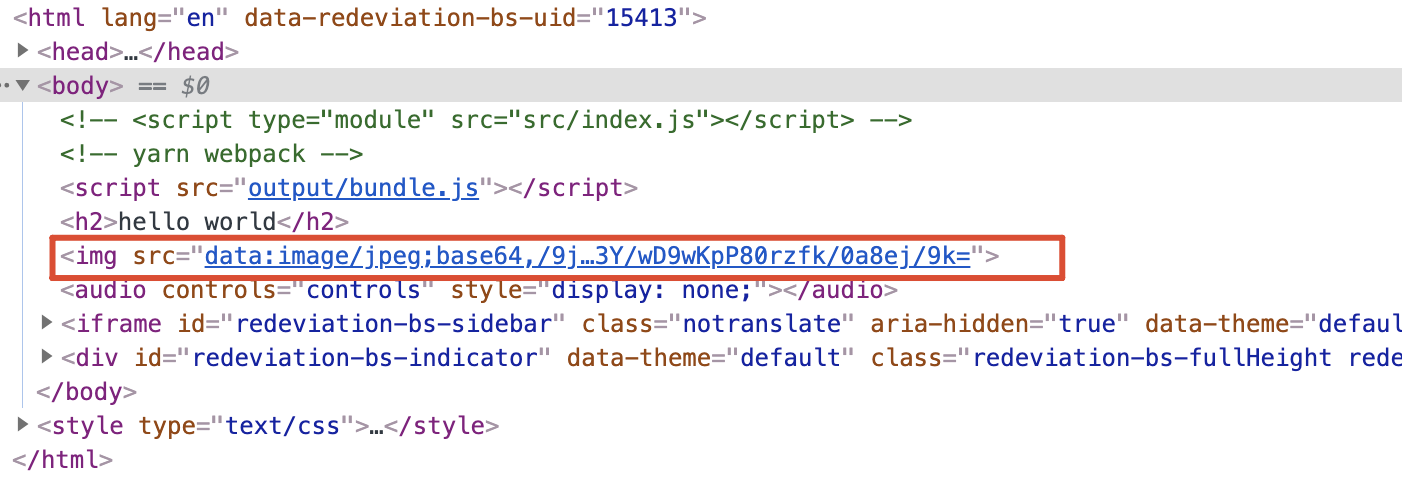 <html lang="en" data-redeviation-bs-uid="15413">
<head>…</head>
<body> == $0
<!-- <script type="module" src="src/index.js"></script> -->
<!-- yarn webpack -->
<script src="output/bundle.js"></script>
<h2>hello world</h2>
<img src="data:image/jpeg;base64,/9j…3Y/wD9wKpP80rzfk/0a8ej/9k=">
<audio controls="controls" style="display: none;"></audio>
<iframe id="redeviation-bs-sidebar" class="notranslate" aria-hidden="true" data-theme="defaul
<div id="redeviation-bs-indicator" data-theme="default" class="redeviation-bs-fullHeight rede
</body>
<style type="text/css">…</style>
</html>